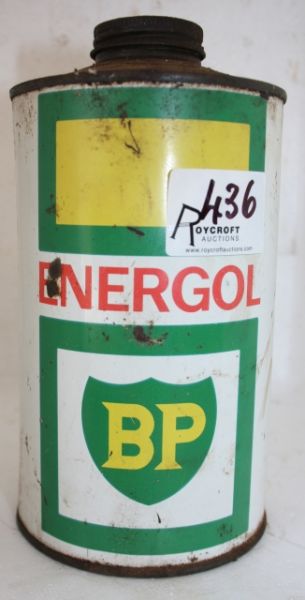 436
ROYCROFT
AUCTIONS
www.roycroftauctions.com
ENERGOL
BP